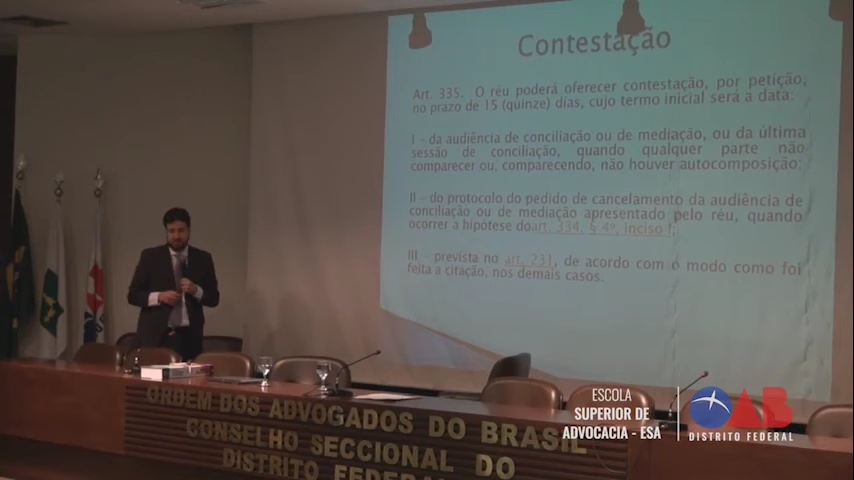 Contestação
Art. 335. O réu poderá oferecer contestação, por petição,
no prazo de 15 (quinze) dias, cujo termo inicial será a data:
I - da audiência de conciliação ou de mediação, ou da última
sessão de conciliação, quando qualquer parte não
comparecer ou, comparecendo, não houver autocomposição;
II - do protocolo do pedido de cancelamento da audiência de
conciliação ou de mediação apresentado pelo réu, quando
ocorrer a hipótese do art. 334, § 4º, inciso I;
III - prevista no art. 231, de acordo com o modo como foi
feita a citação, nos demais casos.
ORDEM DOS ADVOGADOS DO BRASIL
CONSELHO SECCIONAL DO
DISTRITO FEDERAL
ESCOLA
SUPERIOR DE
ADVOCACIA - ESA
OAB
DISTRITO FEDERAL